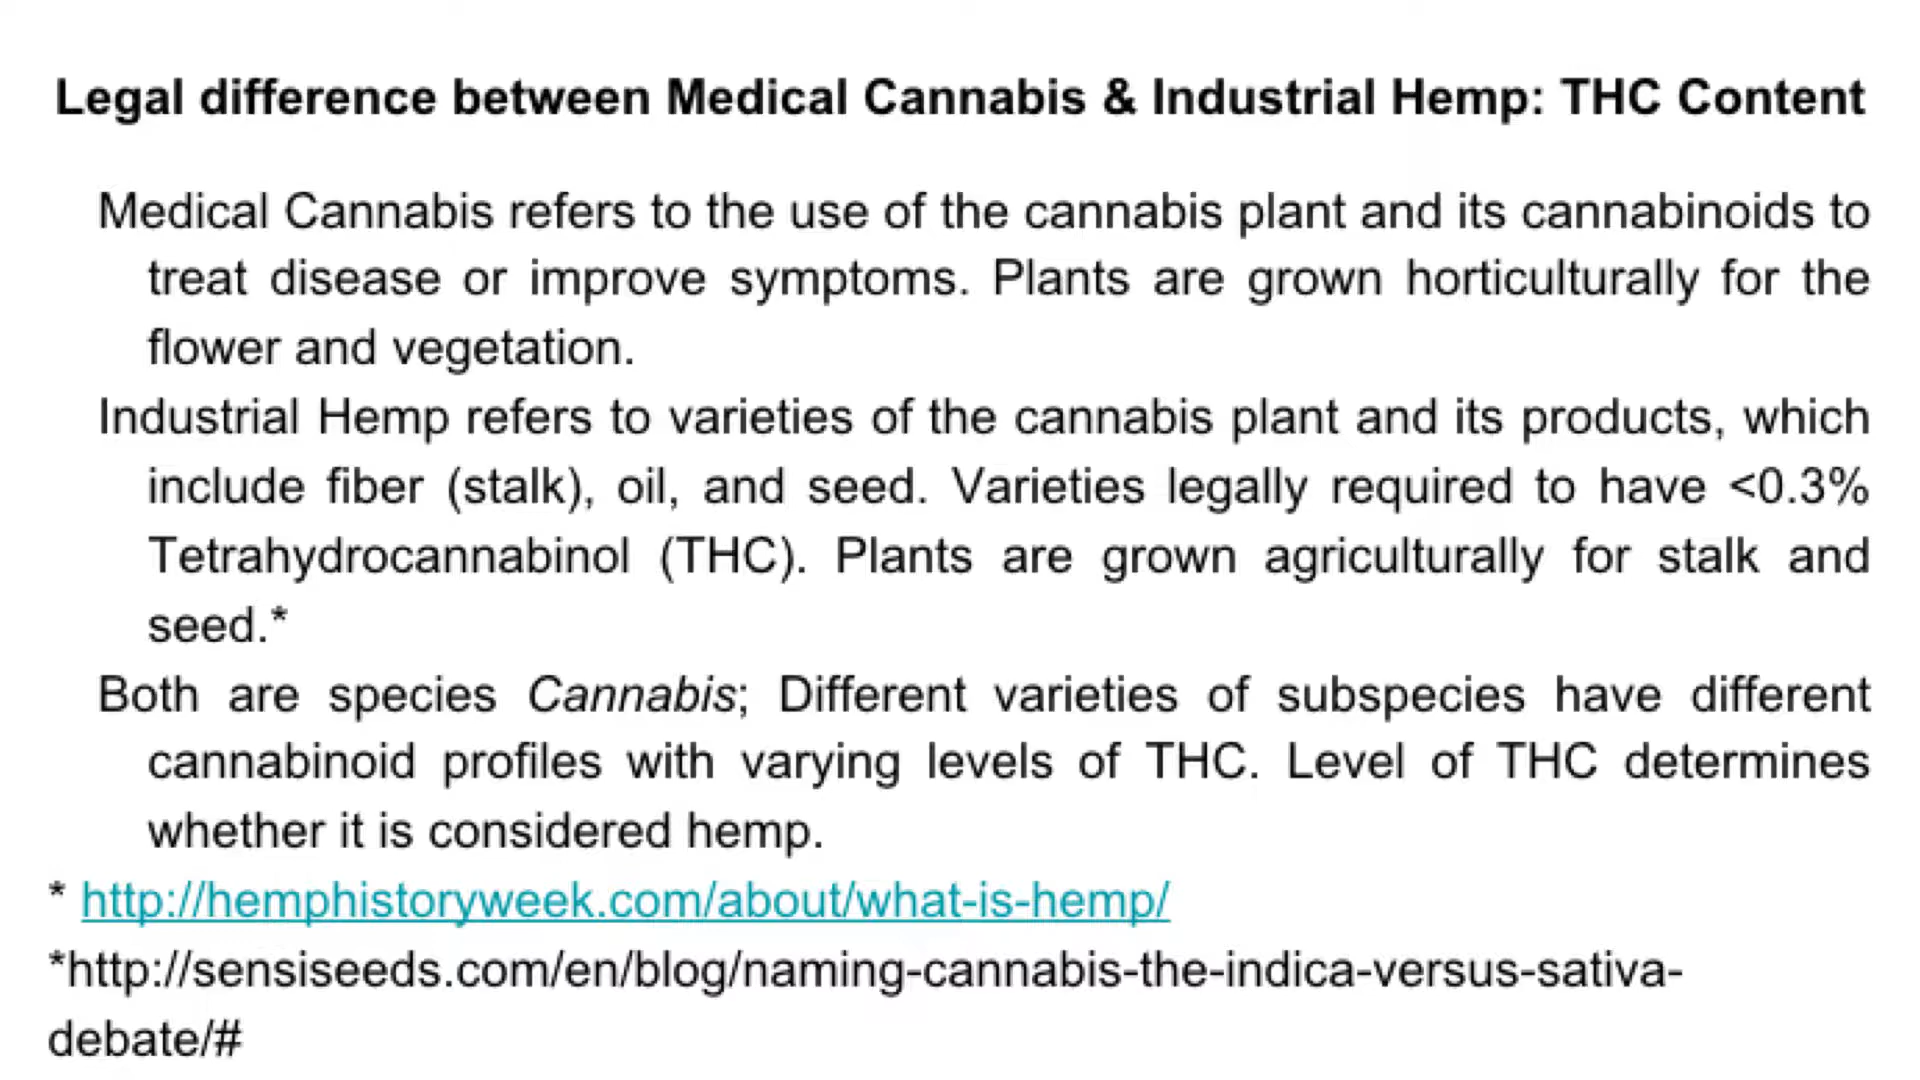 Legal difference between Medical Cannabis & Industrial Hemp: THC Content
Medical Cannabis refers to the use of the cannabis plant and its cannabinoids to
treat disease or improve symptoms. Plants are grown horticulturally for the
flower and vegetation.
Industrial Hemp refers to varieties of the cannabis plant and its products, which
include fiber (stalk), oil, and seed. Varieties legally required to have <0.3%
Tetrahydrocannabinol (THC). Plants are grown agriculturally for stalk and
seed.*
Both are species Cannabis; Different varieties of subspecies have different
cannabinoid profiles with varying levels of THC. Level of THC determines
whether it is considered hemp.
* http://hemphistoryweek.com/about/what-is-hemp/
*http://sensiseeds.com/en/blog/naming-cannabis-the-indica-versus-sativa-
debate/#